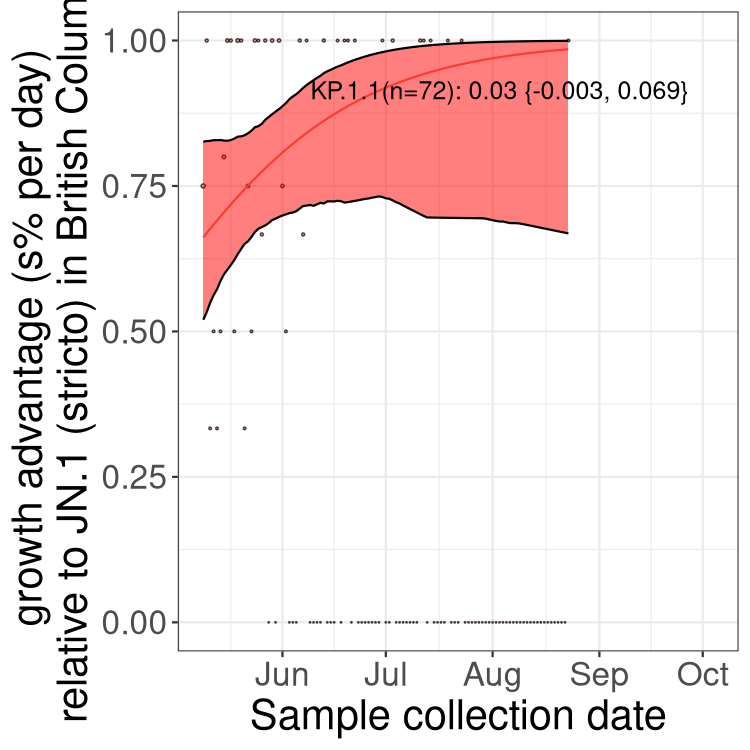 growth advantage (s% per day)
relative to JN.1 (stricto) in British Colum
1.00
0.75
0.50
0.25
0.00
KP.1.1(n=72): 0.03 {-0.003, 0.069}
Jun Jul Aug Sep Oct
Sample collection date